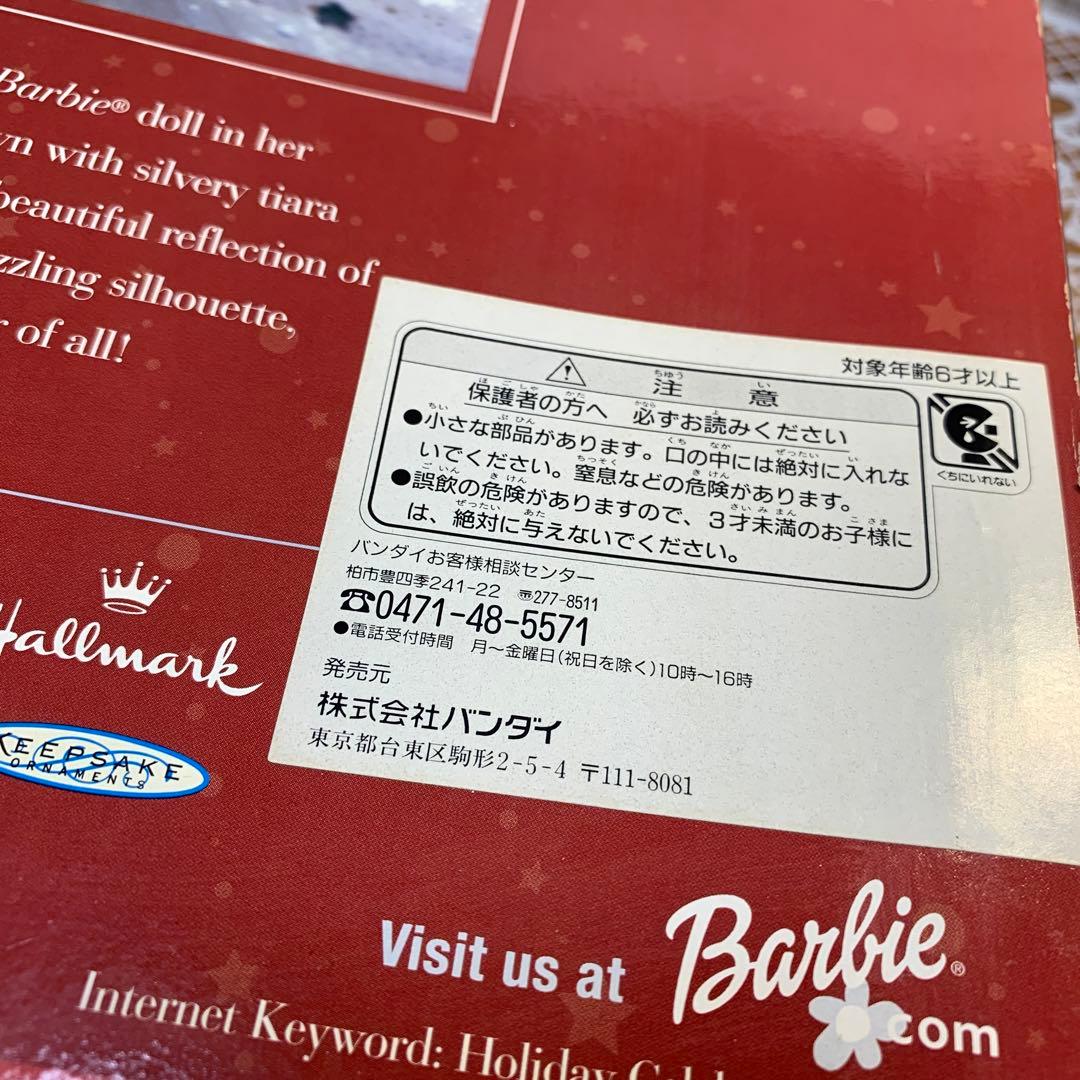 Barbie® doll in her
with silvery tiara
beautiful reflection of
silhouette,
of all!
対象年齢6才以上
⚠ 注意
保護者の方へ 必ずお読みください
●小さな部品があります。口の中には絶対に入れな
いでください。窒息などの危険があります。
●誤飲の危険がありますので、3才未満のお子様に
は、絶対に与えないでください。
くちにいれない
バンダイお客様相談センター
柏市豊四季241-22 〠277-8511
☎0471-48-5571
●電話受付時間 月~金曜日(祝日を除く)10時~16時
発売元
株式会社バンダイ
東京都台東区駒形2-5-4 〒111-8081
Hallmark
KEEPSAKE
ORNAMENTS
Visit us at Barbie®.com
Internet Keyword: Holiday